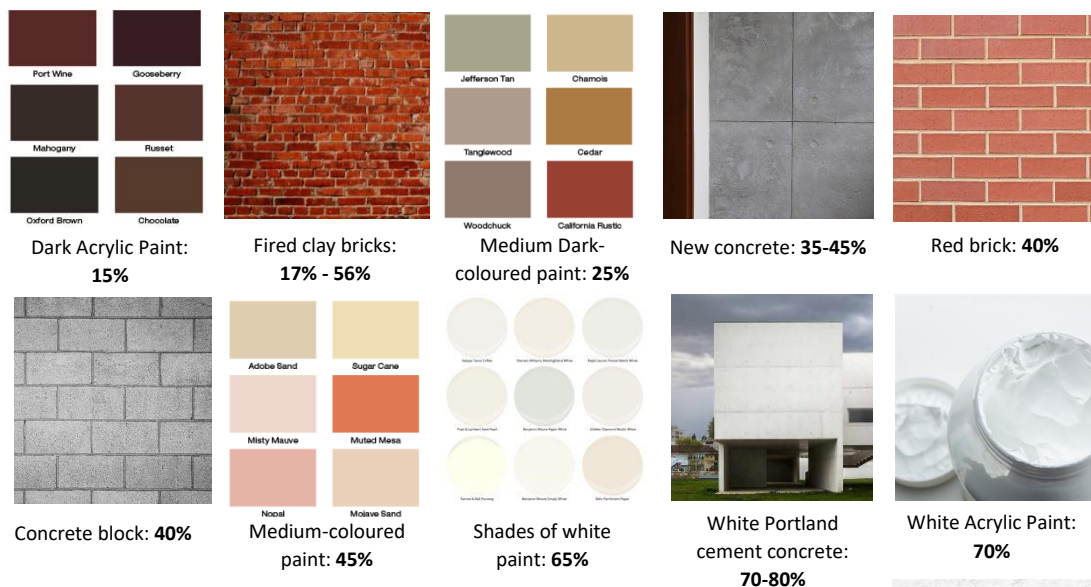 Port Wine
Gooseberry
Mahogany
Russet
Oxford Brown
Chocolate
Dark Acrylic Paint:
15%
Fired clay bricks:
17% - 56%
Jefferson Tan
Chamois
Tanglewood
Cedar
Woodchuck
California Rustic
Medium Dark-
coloured paint: 25%
New concrete: 35-45%
Red brick: 40%
Concrete block: 40%
Adobe Sand
Sugar Cane
Misty Mauve
Muted Mesa
Nopal
Mojave Sand
Medium-coloured
paint: 45%
Shades of white
paint: 65%
White Portland
cement concrete:
70-80%
White Acrylic Paint:
70%